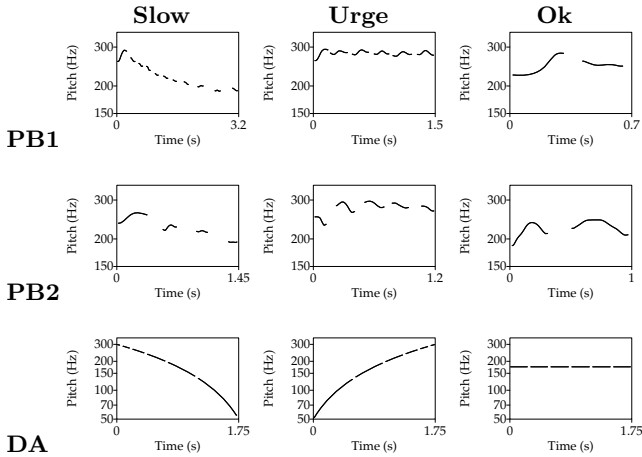 Slow Urge Ok
Pitch (Hz) 300 200 150 0 3.2 Time (s)
Pitch (Hz) 300 200 150 0 1.5 Time (s)
Pitch (Hz) 300 200 150 0 0.7 Time (s)
PB1
Pitch (Hz) 300 200 150 0 1.45 Time (s)
Pitch (Hz) 300 200 150 0 1.2 Time (s)
Pitch (Hz) 300 200 150 0 1 Time (s)
PB2
Pitch (Hz) 300 200 150 100 70 50 0 1.75 Time (s)
Pitch (Hz) 300 200 150 100 70 50 0 1.75 Time (s)
Pitch (Hz) 300 200 150 100 70 50 0 1.75 Time (s)
DA